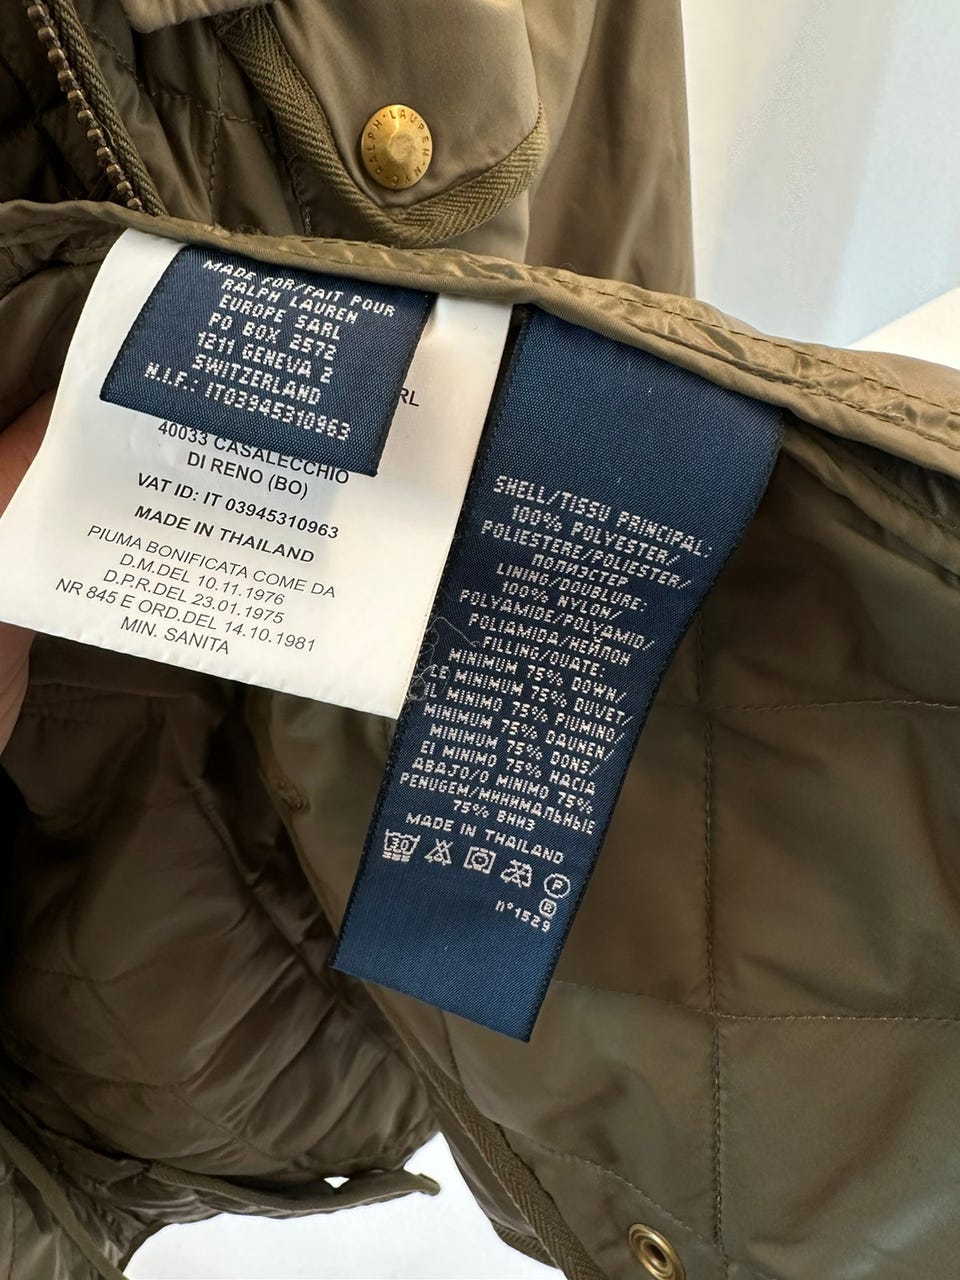 RALPH · LAUREN · NYC
MADE FOR/FAIT POUR
RALPH LAUREN
EUROPE SARL
PO BOX 2572
1211 GENEVA 2
SWITZERLAND
N.I.F.: IT03945310963
RL
40033 CASALECCHIO
DI RENO (BO)
VAT ID: IT 03945310963
MADE IN THAILAND
PIUMA BONIFICATA COME DA
D.M.DEL 10.11.1976
D.P.R.DEL 23.01.1975
NR 845 E ORD.DEL 14.10.1981
MIN. SANITA
SHELL/TISSU PRINCIPAL:
100% POLYESTER/
POLIESTERE/POLIESTER/
ПОЛИЭСТЕР
LINING/DOUBLURE:
100% NYLON/
POLYAMIDE/POLYAMID/
POLIAMIDA/НЕЙЛОН
FILLING/OUATE:
MINIMUM 75% DOWN/
LE MINIMUM 75% DUVET/
IL MINIMO 75% PIUMINO/
MINIMUM 75% DAUNEN/
MINIMUM 75% DONS/
EI MINIMO 75% HACIA
ABAJO/O MINIMO 75%
PENUGEM/МИНИМАЛЬНЫЕ
75% ВНИЗ
MADE IN THAILAND
30
P
R
n°1529